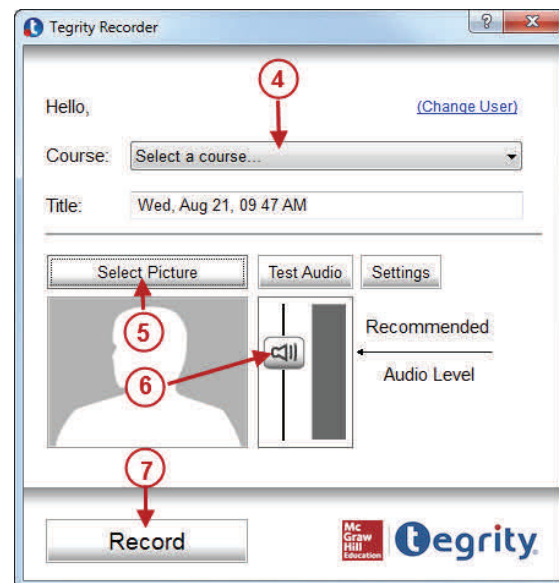 Tegrity Recorder
?
x
4
Hello,
(Change User)
Course:
Select a course...
Title:
Wed, Aug 21, 09 47 AM
Select Picture
Test Audio
Settings
5
Recommended
6
Audio Level
7
Record
Mc
Graw
Hill
Education
tegrity